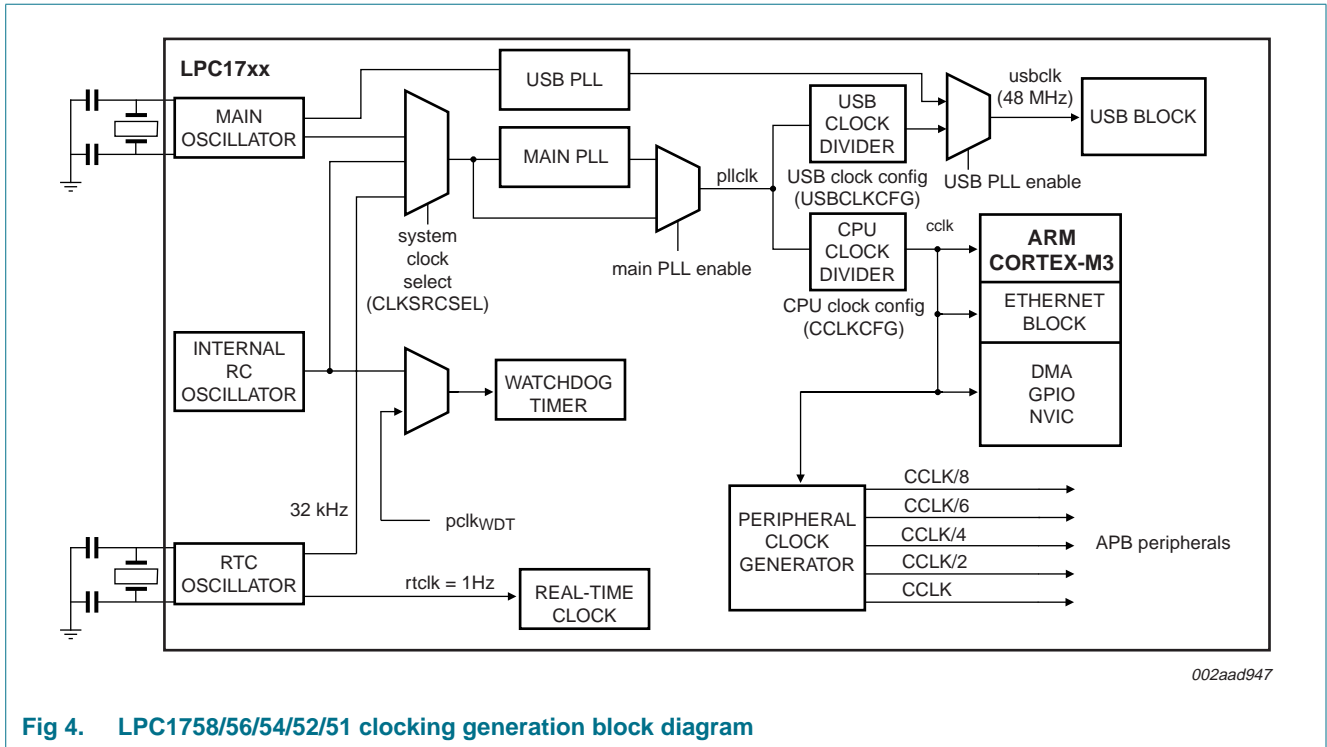 LPC17xx
MAIN
OSCILLATOR
USB PLL
MAIN PLL
system
clock
select
(CLKSRCSEL)
main PLL enable
pllclk
USB
CLOCK
DIVIDER
USB clock config
(USBCLKCFG)
usbclk
(48 MHz)
USB BLOCK
USB PLL enable
CPU
CLOCK
DIVIDER
CPU clock config
(CCLKCFG)
cclk
ARM
CORTEX-M3
ETHERNET
BLOCK
DMA
GPIO
NVIC
INTERNAL
RC
OSCILLATOR
WATCHDOG
TIMER
pclkWDT
32 kHz
RTC
OSCILLATOR
rtclk = 1Hz
REAL-TIME
CLOCK
PERIPHERAL
CLOCK
GENERATOR
CCLK/8
CCLK/6
CCLK/4
CCLK/2
CCLK
APB peripherals
002aad947
Fig 4. LPC1758/56/54/52/51 clocking generation block diagram